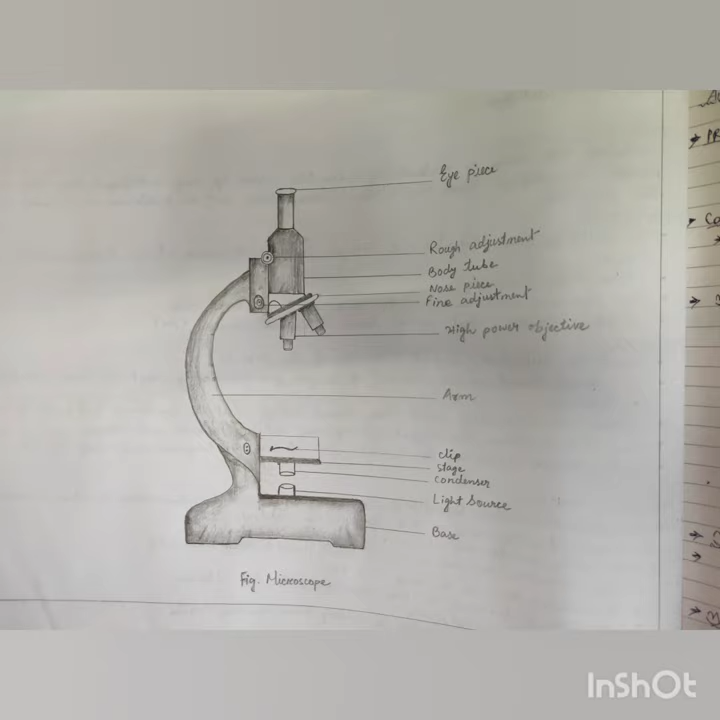 Eye piece
Rough adjustment
Body tube
Nose piece
Fine adjustment
High power objective
Arm
clip
stage
condenser
Light Source
Base
Fig. Microscope
InShOt